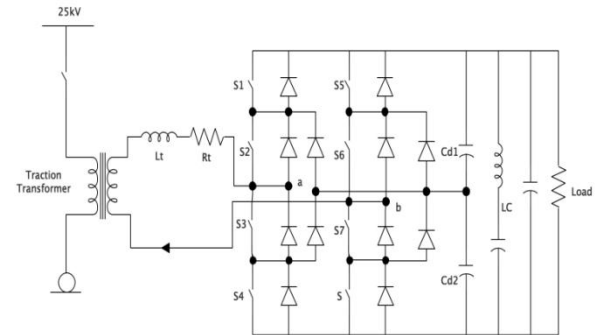 25kV
S1
S5
Lt
Rt
S2
S6
Cd1
Traction
Transformer
a
b
LC
Load
S3
S7
Cd2
S4
S